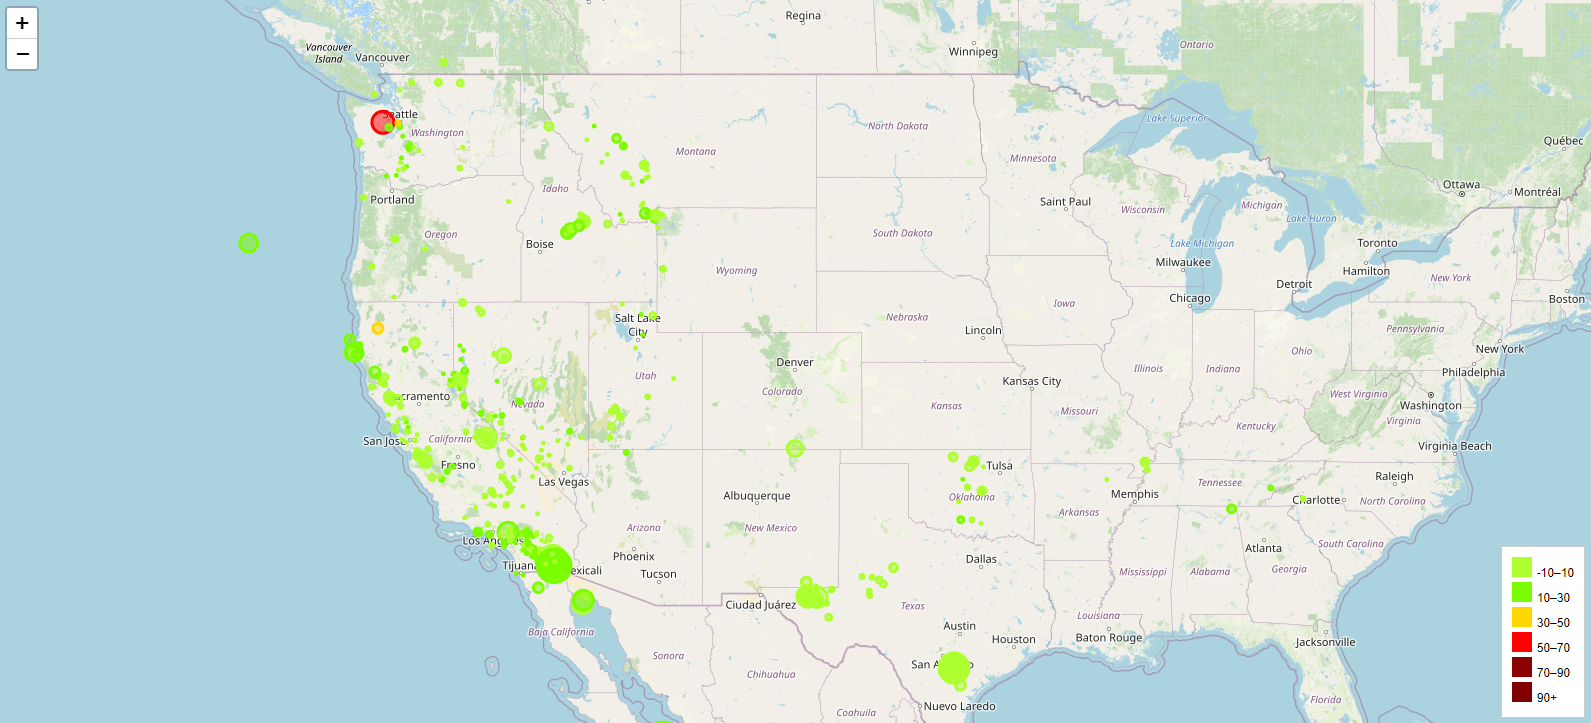 +
−
Regina
Winnipeg
Ontario
Vancouver
Island
Vancouver
Lake Superior
Québec
Seattle
Washington
North Dakota
Montana
Minnesota
Ottawa
Montréal
Idaho
Portland
Saint Paul
Wisconsin
Michigan
Lake Huron
Oregon
Boise
South Dakota
Lake Michigan
Toronto
Milwaukee
Hamilton
Wyoming
New York
Detroit
Chicago
Boston
Iowa
Salt Lake
City
Nebraska
Lincoln
Pennsylvania
New York
Ohio
Denver
Utah
Colorado
Kansas City
Illinois
Indiana
Philadelphia
West Virginia
Washington
Nevada
Kansas
Missouri
Virginia
Kentucky
San Jos
California
Virginia Beach
Fresno
Tulsa
Las Vegas
Albuquerque
Oklahoma
Memphis
Tennessee
Raleigh
Charlotte
North Carolina
Arkansas
Arizona
New Mexico
Los Angeles
Phoenix
Atlanta
South Carolina
Dallas
Tijuana
exicali
Tucson
Mississippi
Alabama
Georgia
Ciudad Juárez
Texas
Louisiana
Baja California
Austin
Houston
Baton Rouge
Jacksonville
Sonora
San A
o
Chihuahua
Florida
Nuevo Laredo
Coahuila
-10–10
10–30
30–50
50–70
70–90
90+